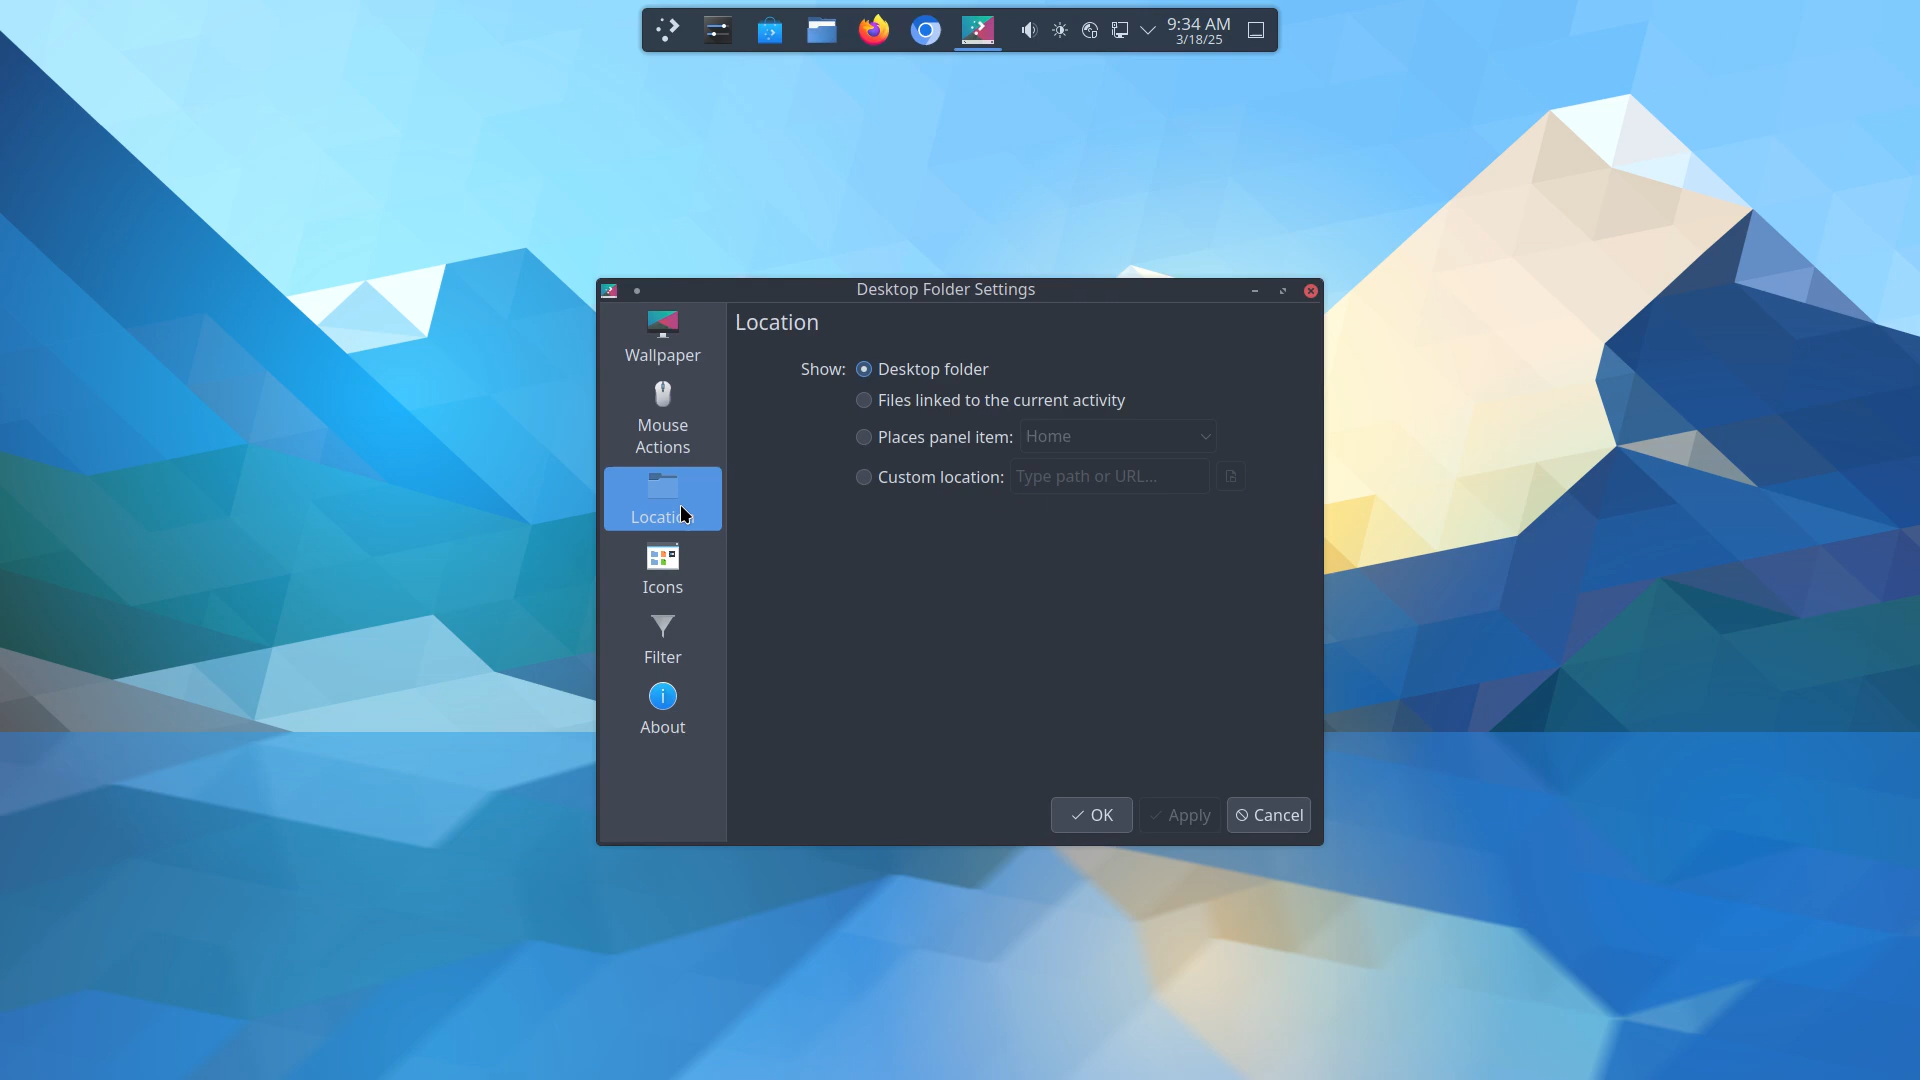 9:34 AM
3/18/25
Desktop Folder Settings
Wallpaper
Mouse
Actions
Location
Icons
Filter
About
Location
Show: Desktop folder
Files linked to the current activity
Places panel item: Home
Custom location: Type path or URL...
OK Apply Cancel